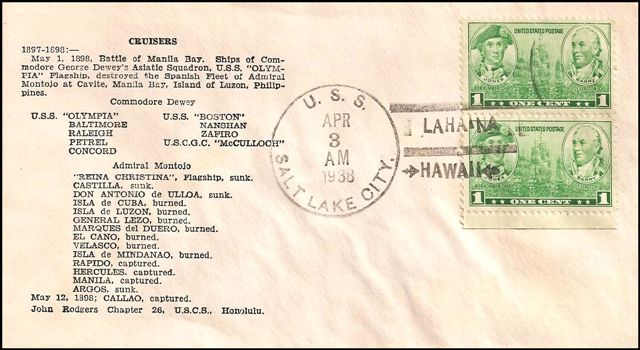 CRUISERS
1897-1898:—
May 1, 1898, Battle of Manila Bay. Ships of Com-
modore George Dewey's Asiatic Squadron, U.S.S. "OLYM-
PIA" Flagship, destroyed the Spanish Fleet of Admiral
Montojo at Cavite, Manila Bay, Island of Luzon, Philip-
pines.
Commodore Dewey
U.S.S. "OLYMPIA" U.S.S. "BOSTON"
BALTIMORE NANSHAN
RALEIGH ZAFIRO
PETREL U.S.C.G.C. "McCULLOCH"
CONCORD
Admiral Montojo
"REINA CHRISTINA", Flagship, sunk.
CASTILLA, sunk.
DON ANTONIO de ULLOA, sunk.
ISLA de CUBA, burned.
ISLA de LUZON, burned.
GENERAL LEZO, burned.
MARQUES del DUERO, burned.
EL CANO, burned.
VELASCO, burned.
ISLA de MINDANAO, burned.
RAPIDO, captured.
HERCULES, captured.
MANILA, captured.
ARGOS, sunk.
May 12, 1898; CALLAO, captured.
John Rodgers Chapter 26, U.S.C.S., Honolulu.
U. S. S.
APR
3
AM
1938
SALT LAKE CITY.
LAHAINA
HAWAII
UNITED STATES POSTAGE
JONES
BARRY
1 ONE CENT 1
UNITED STATES POSTAGE
1 ONE CENT 1